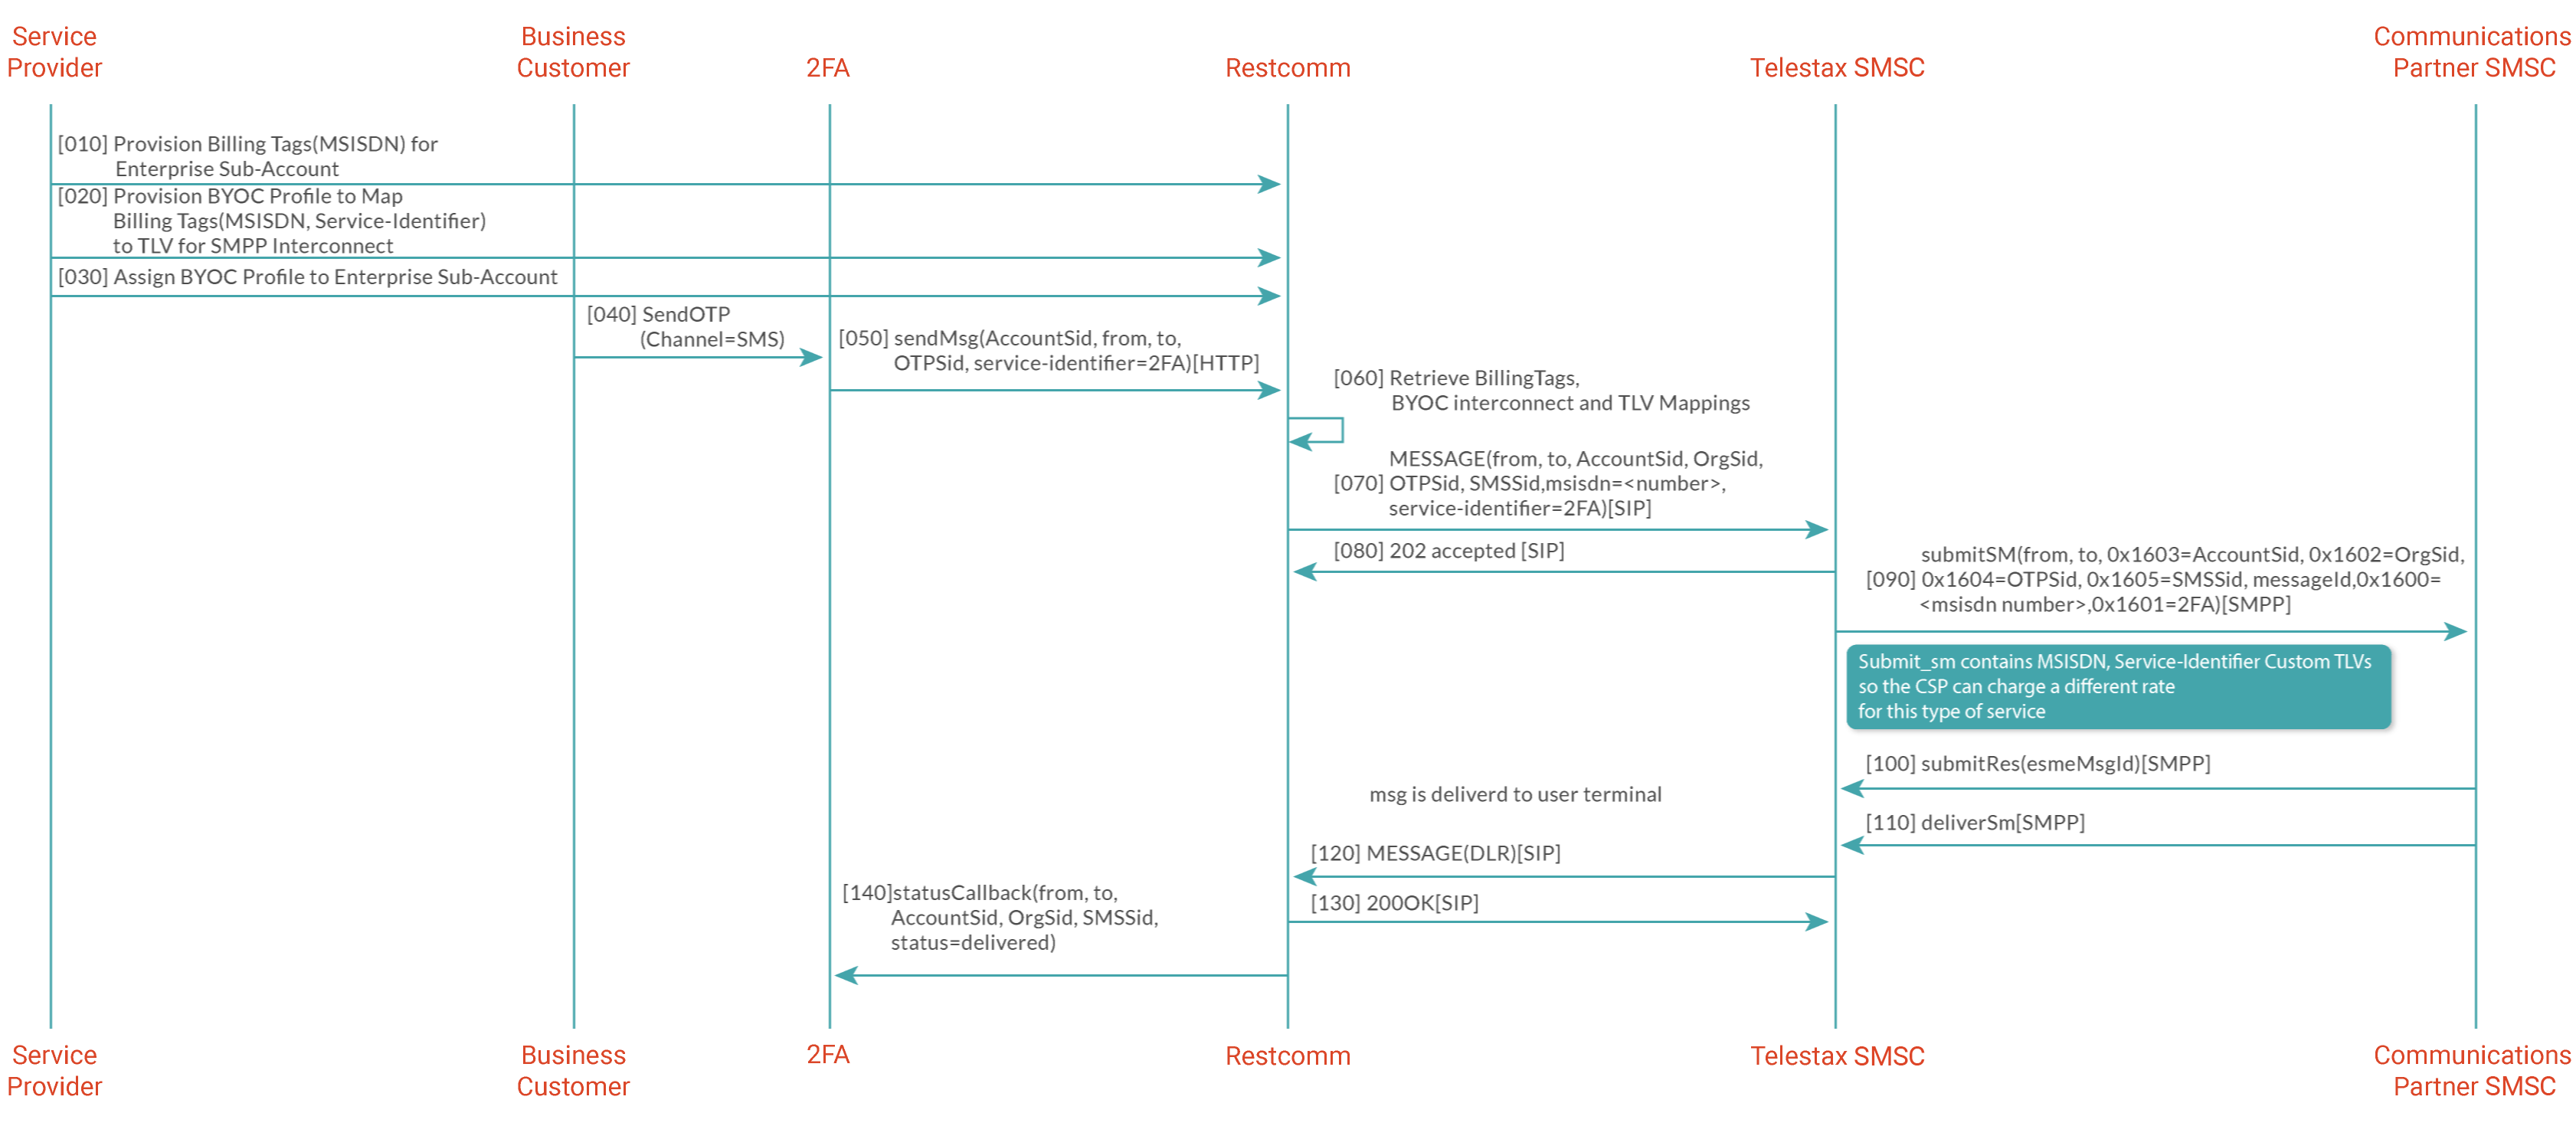 Service
Provider
Business
Customer
2FA
Restcomm
Telestax SMSC
Communications
Partner SMSC
[010] Provision Billing Tags(MSISDN) for
Enterprise Sub-Account
[020] Provision BYOC Profile to Map
Billing Tags(MSISDN, Service-Identifier)
to TLV for SMPP Interconnect
[030] Assign BYOC Profile to Enterprise Sub-Account
[040] SendOTP
(Channel=SMS)
[050] sendMsg(AccountSid, from, to,
OTPSid, service-identifier=2FA)[HTTP]
[060] Retrieve BillingTags,
BYOC interconnect and TLV Mappings
MESSAGE(from, to, AccountSid, OrgSid,
[070] OTPSid, SMSSid,msisdn=<number>,
service-identifier=2FA)[SIP]
[080] 202 accepted [SIP]
submitSM(from, to, 0x1603=AccountSid, 0x1602=OrgSid,
[090] 0x1604=OTPSid, 0x1605=SMSSid, messageId,0x1600=
<msisdn number>,0x1601=2FA)[SMPP]
Submit_sm contains MSISDN, Service-Identifier Custom TLVs
so the CSP can charge a different rate
for this type of service
[100] submitRes(esmeMsgId)[SMPP]
msg is deliverd to user terminal
[110] deliverSm[SMPP]
[120] MESSAGE(DLR)[SIP]
[130] 200OK[SIP]
[140]statusCallback(from, to,
AccountSid, OrgSid, SMSSid,
status=delivered)
Service
Provider
Business
Customer
2FA
Restcomm
Telestax SMSC
Communications
Partner SMSC